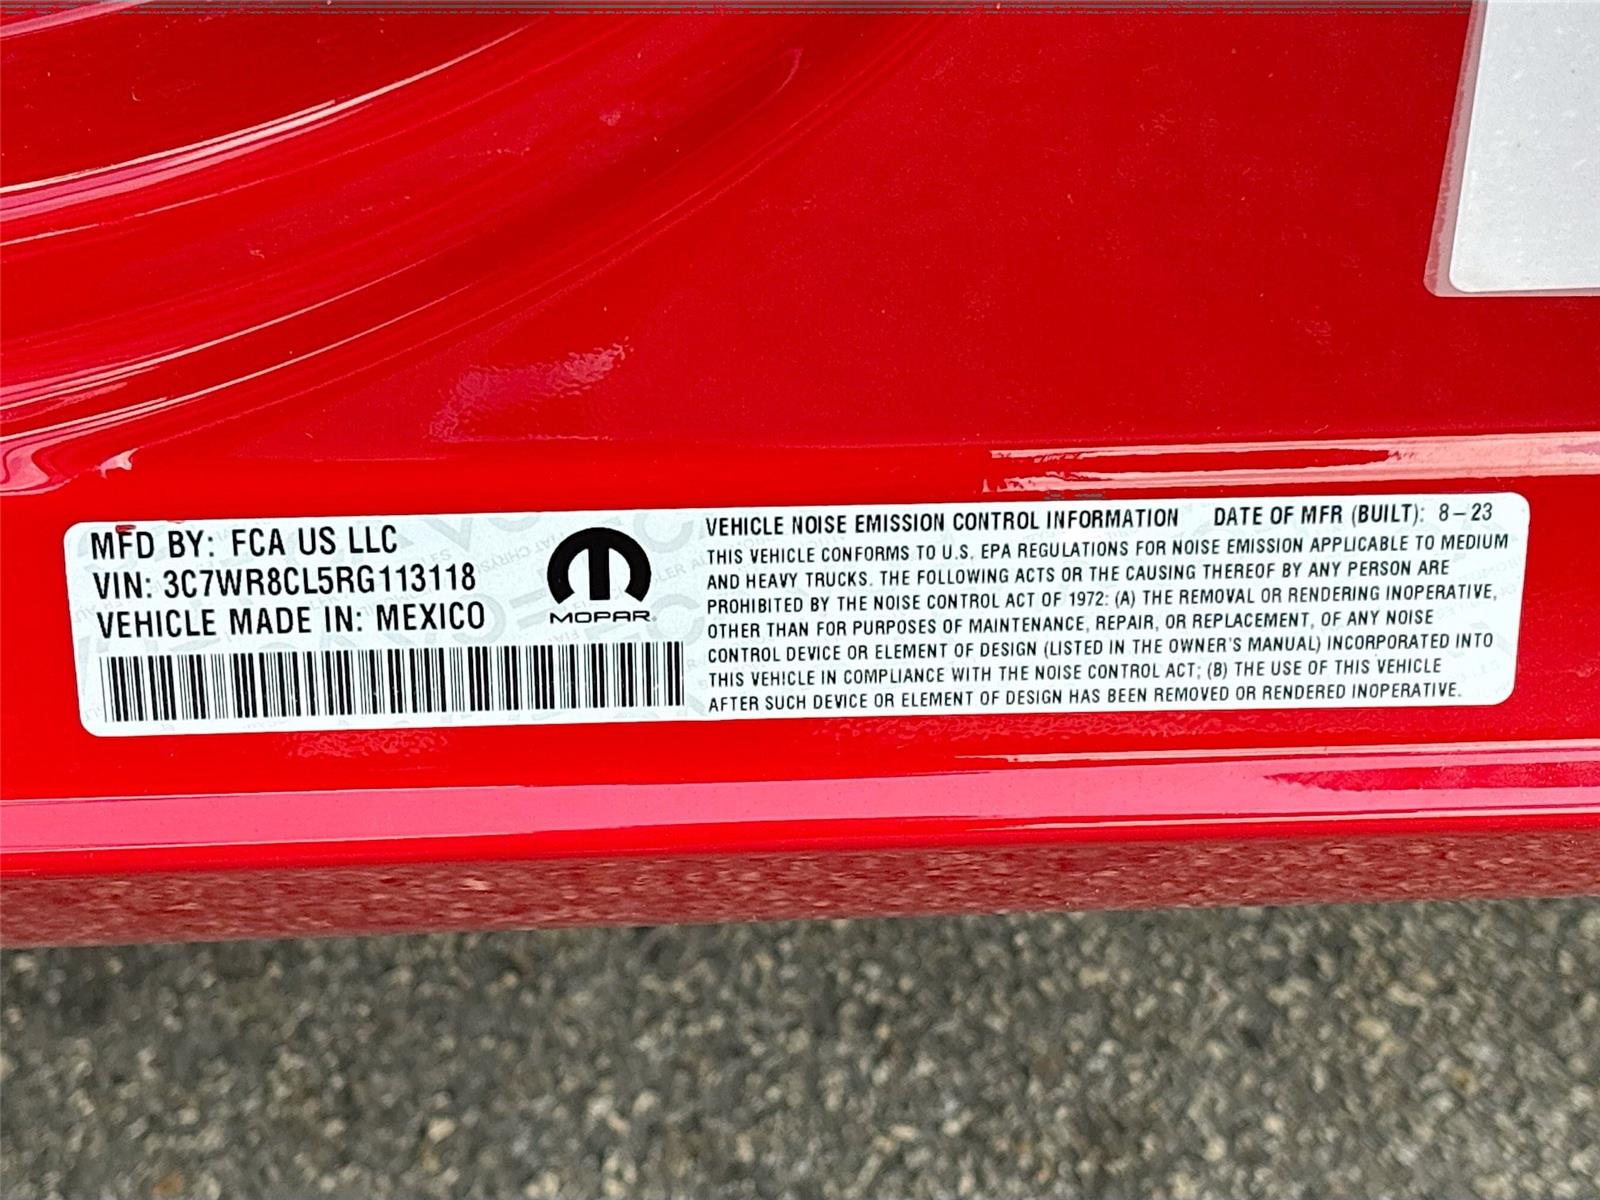 MFD BY: FCA US LLC
VIN: 3C7WR8CL5RG113118
VEHICLE MADE IN: MEXICO
MOPAR
VEHICLE NOISE EMISSION CONTROL INFORMATION DATE OF MFR (BUILT): 8-23
THIS VEHICLE CONFORMS TO U.S. EPA REGULATIONS FOR NOISE EMISSION APPLICABLE TO MEDIUM
AND HEAVY TRUCKS. THE FOLLOWING ACTS OR THE CAUSING THEREOF BY ANY PERSON ARE
PROHIBITED BY THE NOISE CONTROL ACT OF 1972: (A) THE REMOVAL OR RENDERING INOPERATIVE,
OTHER THAN FOR PURPOSES OF MAINTENANCE, REPAIR, OR REPLACEMENT, OF ANY NOISE
CONTROL DEVICE OR ELEMENT OF DESIGN (LISTED IN THE OWNER'S MANUAL) INCORPORATED INTO
THIS VEHICLE IN COMPLIANCE WITH THE NOISE CONTROL ACT; (B) THE USE OF THIS VEHICLE
AFTER SUCH DEVICE OR ELEMENT OF DESIGN HAS BEEN REMOVED OR RENDERED INOPERATIVE.